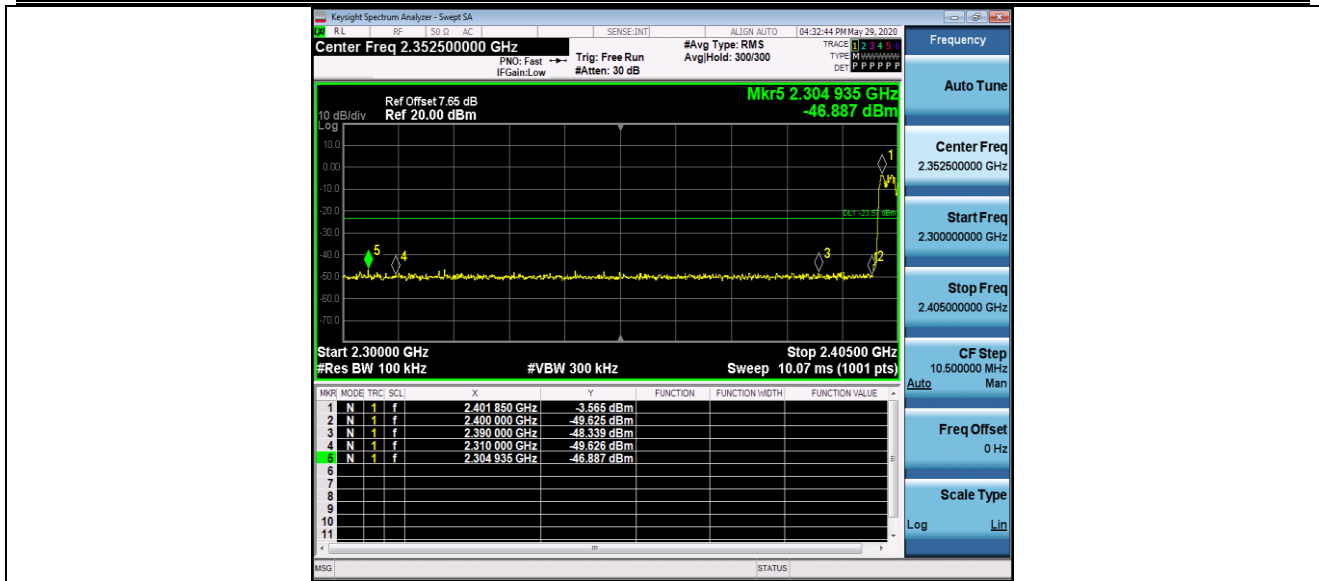 Keysight Spectrum Analyzer - Swept SA
RL RF 50 Ω AC SENSE:INT ALIGN AUTO 04:32:44 PM May 29, 2020
Center Freq 2.352500000 GHz
PNO: Fast
IFGain:Low
Trig: Free Run
#Atten: 30 dB
#Avg Type: RMS
Avg|Hold: 300/300
TRACE 1 2 3 4 5 6
TYPE M W W W W W
DET P P P P P P
Ref Offset 7.65 dB
Ref 20.00 dBm
Mkr5 2.304 935 GHz
-46.887 dBm
10 dB/div
Log
10.0
0.00
-10.0
-20.0
-30.0
-40.0
-50.0
-60.0
-70.0
1
DL1 -23.57 dBm
5
4
3
2
Start 2.30000 GHz
Stop 2.40500 GHz
#Res BW 100 kHz
#VBW 300 kHz
Sweep 10.07 ms (1001 pts)
MKR MODE TRC SCL X Y FUNCTION FUNCTION WIDTH FUNCTION VALUE
1 N 1 f 2.401 850 GHz -3.565 dBm
2 N 1 f 2.400 000 GHz -49.625 dBm
3 N 1 f 2.390 000 GHz -48.339 dBm
4 N 1 f 2.310 000 GHz -49.626 dBm
5 N 1 f 2.304 935 GHz -46.887 dBm
6
7
8
9
10
11
MSG
STATUS
Frequency
Auto Tune
Center Freq
2.352500000 GHz
Start Freq
2.300000000 GHz
Stop Freq
2.405000000 GHz
CF Step
10.500000 MHz
Auto Man
Freq Offset
0 Hz
Scale Type
Log Lin